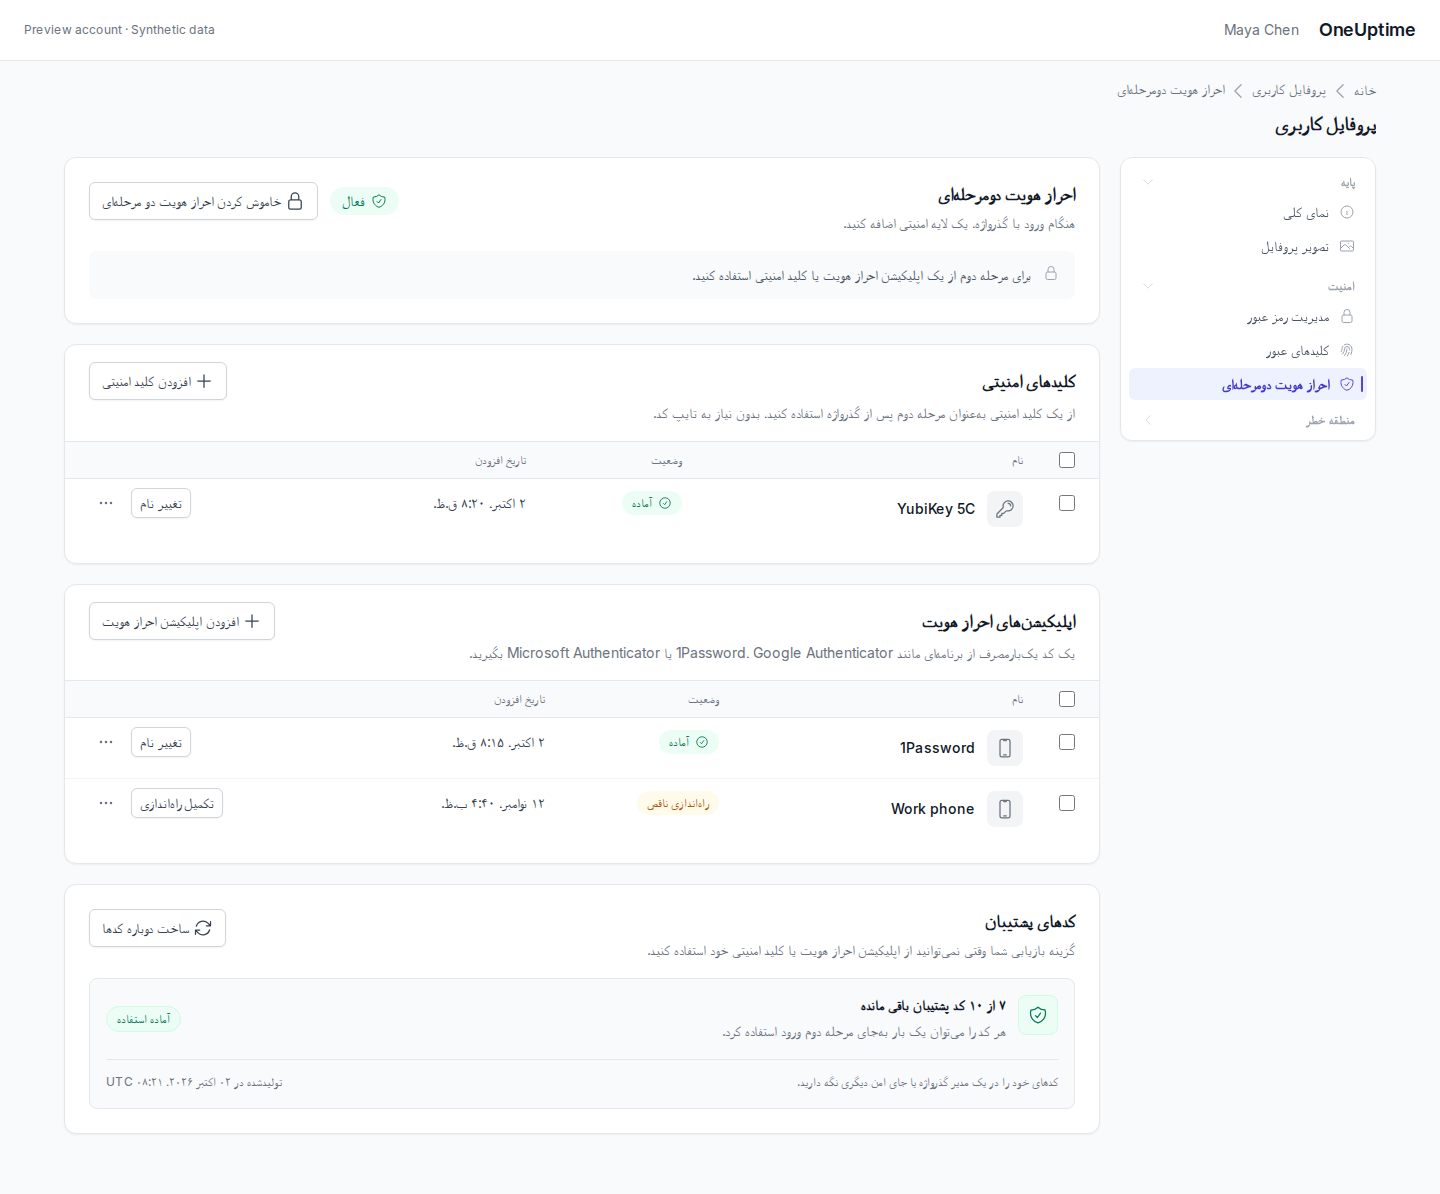 OneUptime
Maya Chen
Preview account · Synthetic data
خانه
پروفایل کاربری
احراز هویت دومرحله‌ای
پروفایل کاربری
پایه
نمای کلی
تصویر پروفایل
امنیت
مدیریت رمز عبور
کلیدهای عبور
احراز هویت دومرحله‌ای
منطقه خطر
احراز هویت دومرحله‌ای
هنگام ورود با گذرواژه، یک لایه امنیتی اضافه کنید.
فعال
خاموش کردن احراز هویت دو مرحله‌ای
برای مرحله دوم از یک اپلیکیشن احراز هویت یا کلید امنیتی استفاده کنید.
کلیدهای امنیتی
از یک کلید امنیتی به‌عنوان مرحله دوم پس از گذرواژه استفاده کنید، بدون نیاز به تایپ کد.
افزودن کلید امنیتی
نام
وضعیت
تاریخ افزودن
YubiKey 5C
آماده
۲ اکتبر، ۸:۲۰ ق.ظ.
تغییر نام
اپلیکیشن‌های احراز هویت
یک کد یک‌بارمصرف از برنامه‌ای مانند 1Password، Google Authenticator یا Microsoft Authenticator بگیرید.
افزودن اپلیکیشن احراز هویت
نام
وضعیت
تاریخ افزودن
1Password
آماده
۲ اکتبر، ۸:۱۵ ق.ظ.
تغییر نام
Work phone
راه‌اندازی ناقص
۱۲ نوامبر، ۴:۴۰ ب.ظ.
تکمیل راه‌اندازی
کدهای پشتیبان
گزینه بازیابی شما وقتی نمی‌توانید از اپلیکیشن احراز هویت یا کلید امنیتی خود استفاده کنید.
ساخت دوباره کدها
۷ از ۱۰ کد پشتیبان باقی مانده
هر کد را می‌توان یک بار به‌جای مرحله دوم ورود استفاده کرد.
آماده استفاده
کدهای خود را در یک مدیر گذرواژه یا جای امن دیگری نگه دارید.
تولیدشده در ۰۲ اکتبر ۲۰۲۶، ۰۸:۲۱ UTC